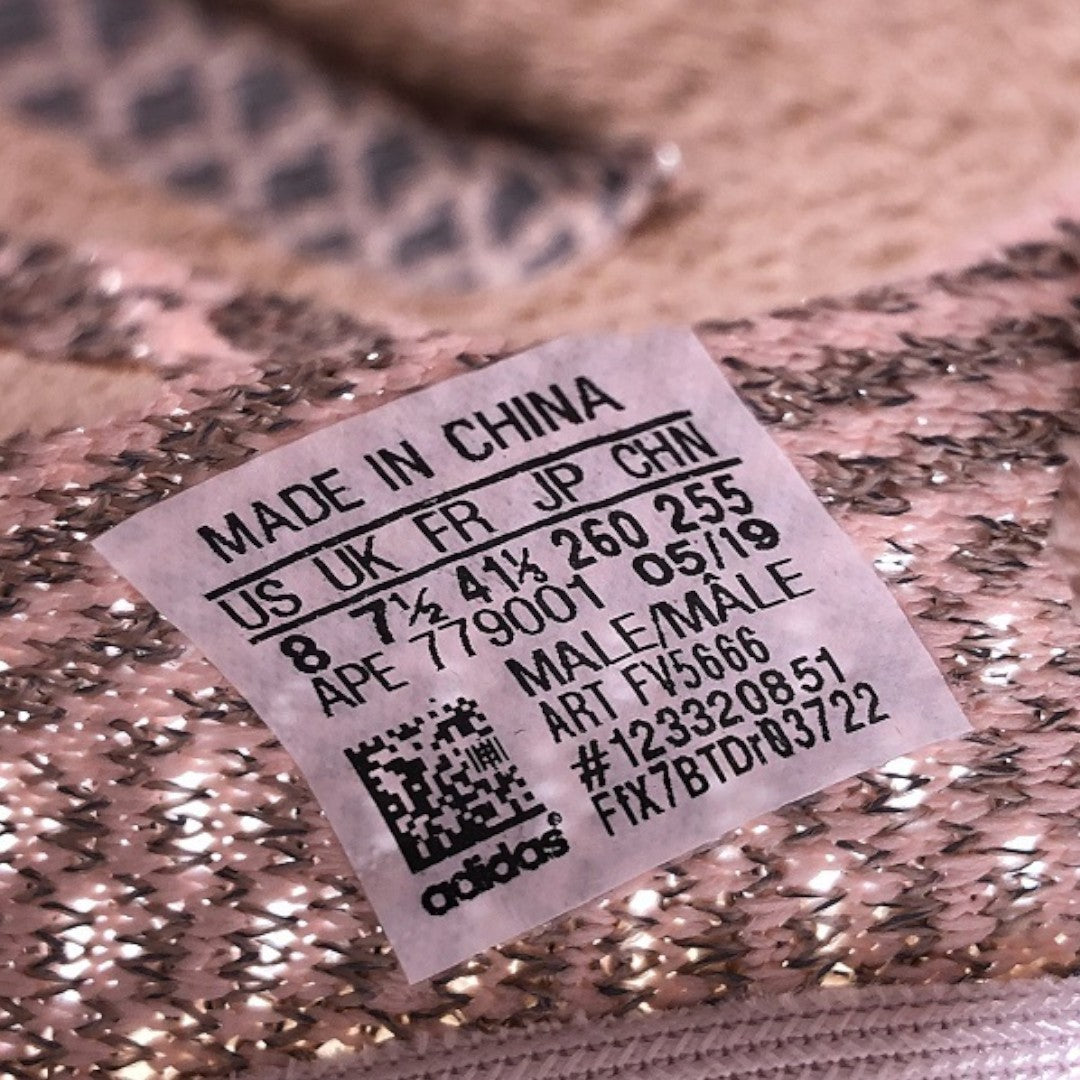 MADE IN CHINA
US UK FR JP CHN
8 7½ 41⅓ 260 255
APE 779001 05/19
MALE/MÂLE
ART FV5666
#123320851
FfX7BTDr03722
adidas®